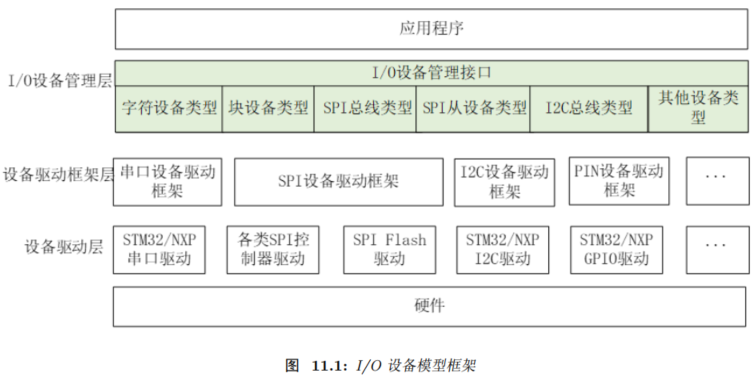 应用程序
I/O设备管理层
I/O设备管理接口
字符设备类型
块设备类型
SPI总线类型
SPI从设备类型
I2C总线类型
其他设备类
型
设备驱动框架层
串口设备驱动
框架
SPI设备驱动框架
I2C设备驱动
框架
PIN设备驱动
框架
...
设备驱动层
STM32/NXP
串口驱动
各类SPI控
制器驱动
SPI Flash
驱动
STM32/NXP
I2C驱动
STM32/NXP
GPIO驱动
...
硬件
图 11.1: I/O 设备模型框架